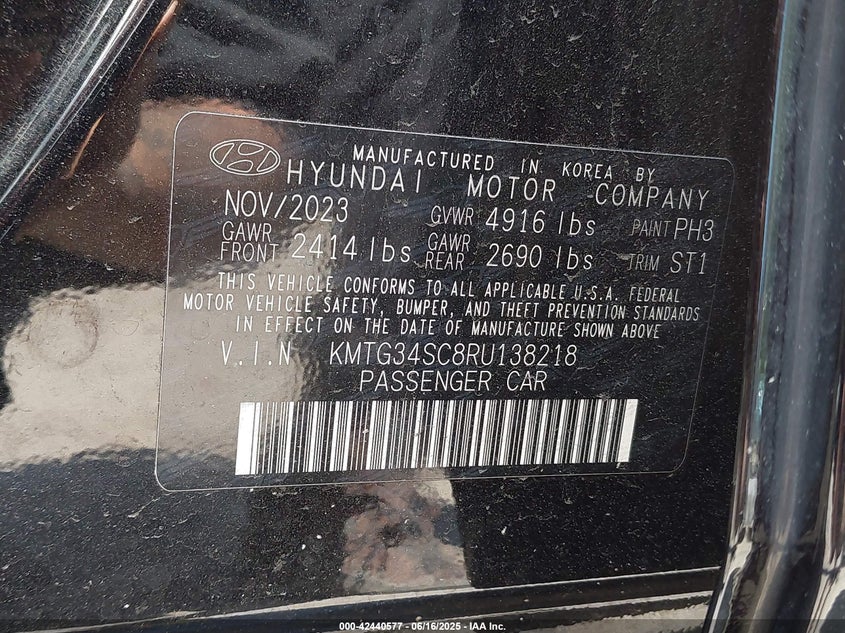 MANUFACTURED IN KOREA BY
HYUNDAI MOTOR COMPANY
NOV/2023 GVWR 4916 lbs PAINT PH3
GAWR FRONT 2414 lbs GAWR REAR 2690 lbs TRIM ST1
THIS VEHICLE CONFORMS TO ALL APPLICABLE U.S.A. FEDERAL
MOTOR VEHICLE SAFETY, BUMPER, AND THEFT PREVENTION STANDARDS
IN EFFECT ON THE DATE OF MANUFACTURE SHOWN ABOVE
V.I.N KMTG34SC8RU138218
PASSENGER CAR
000-42440577 - 06/16/2025 - IAA Inc.